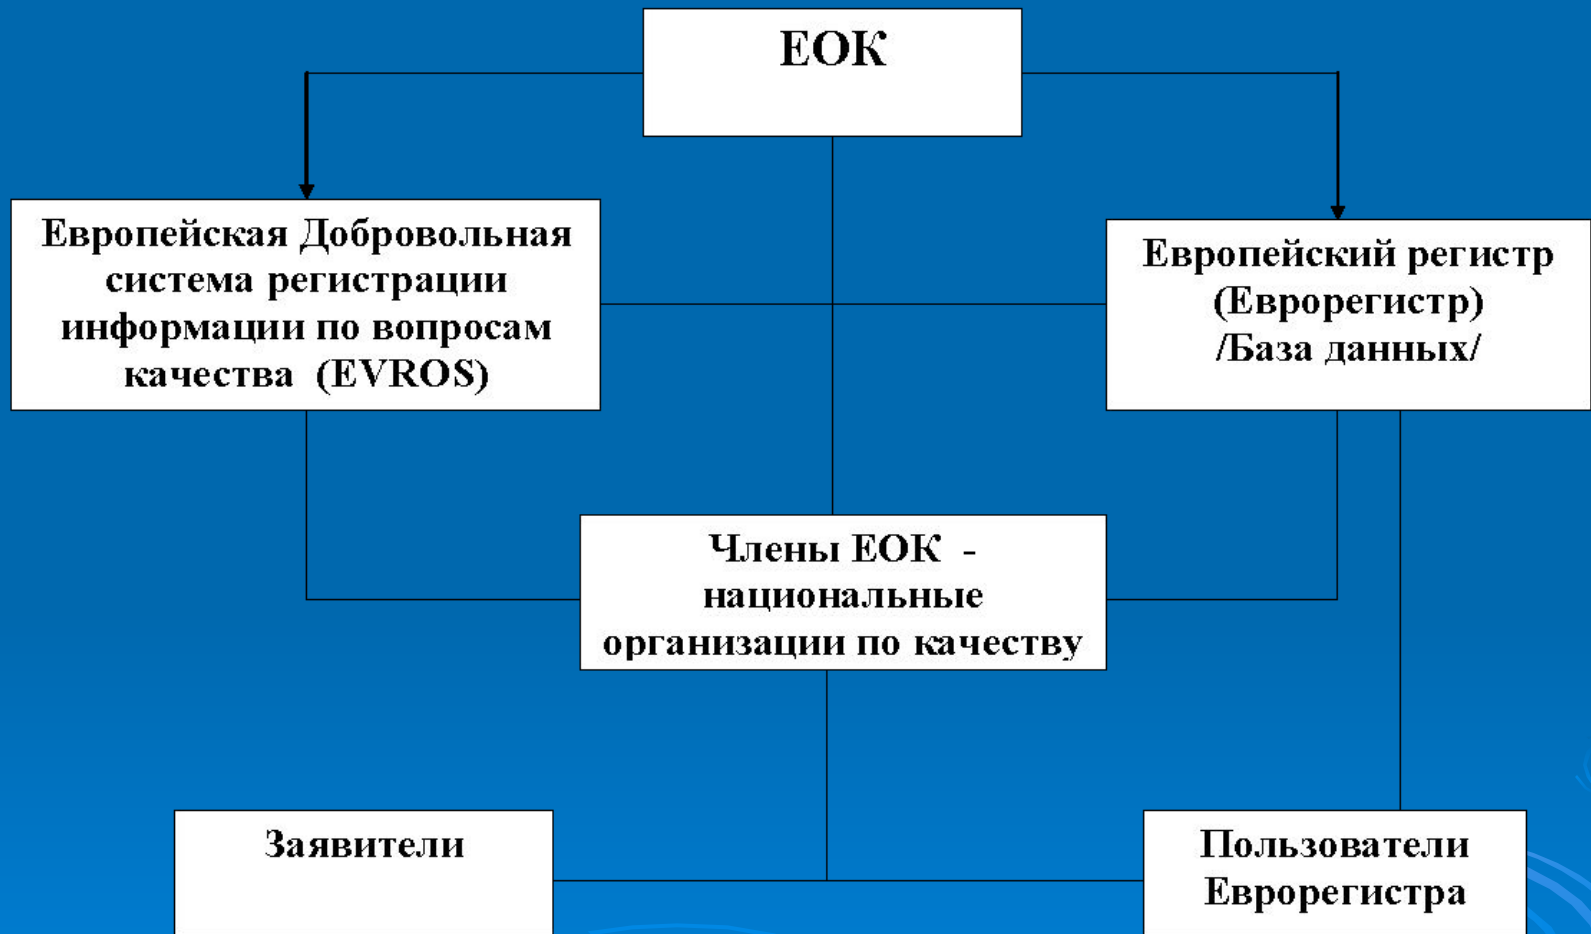 ЕОК
Европейская Добровольная
система регистрации
информации по вопросам
качества (EVROS)
Европейский регистр
(Еврорегистр)
/База данных/
Члены ЕОК -
национальные
организации по качеству
Заявители
Пользователи
Еврорегистра